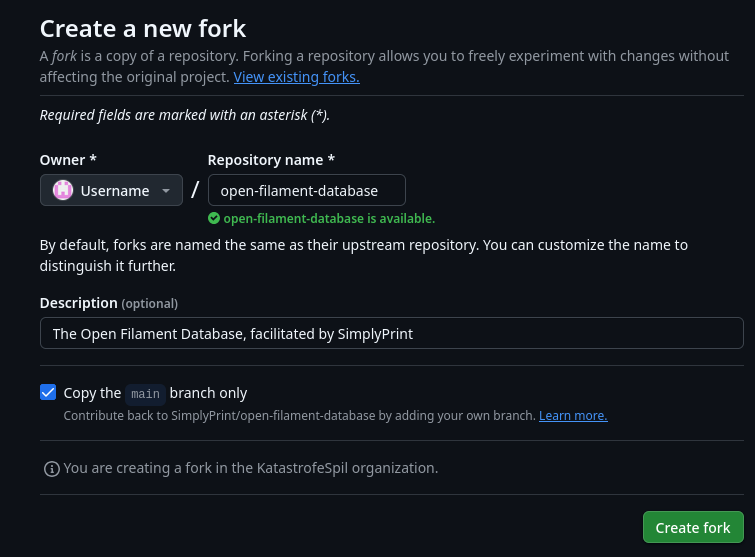 Create a new fork
A fork is a copy of a repository. Forking a repository allows you to freely experiment with changes without
affecting the original project. View existing forks.
Required fields are marked with an asterisk (*).
Owner *
Repository name *
Username
/
open-filament-database
open-filament-database is available.
By default, forks are named the same as their upstream repository. You can customize the name to
distinguish it further.
Description (optional)
The Open Filament Database, facilitated by SimplyPrint
Copy the main branch only
Contribute back to SimplyPrint/open-filament-database by adding your own branch. Learn more.
You are creating a fork in the KatastrofeSpil organization.
Create fork